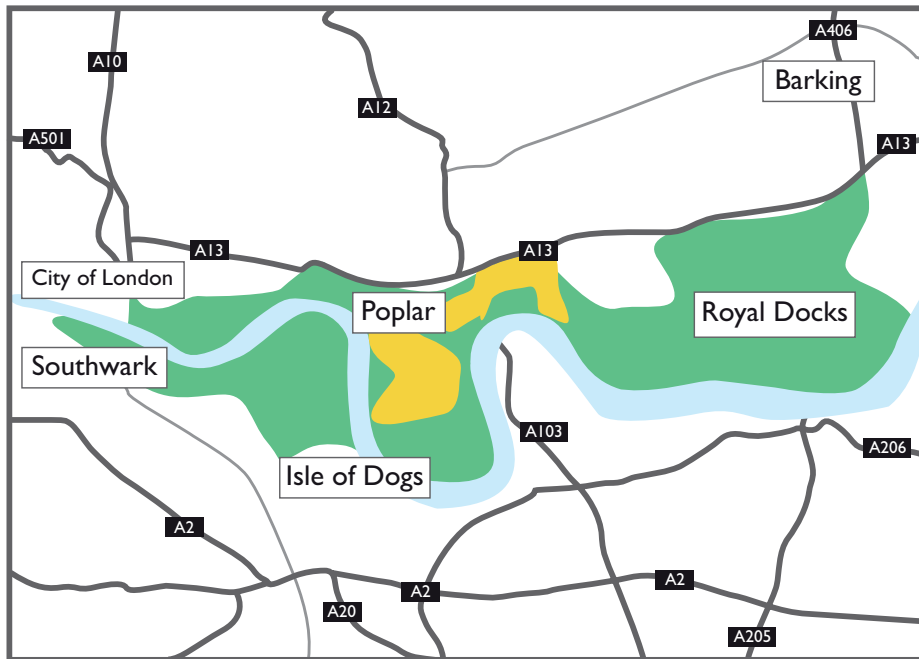 A406
A10
Barking
A12
A501
A13
A13
A13
City of London
Poplar
Royal Docks
Southwark
A103
A206
Isle of Dogs
A2
A2
A2
A20
A205